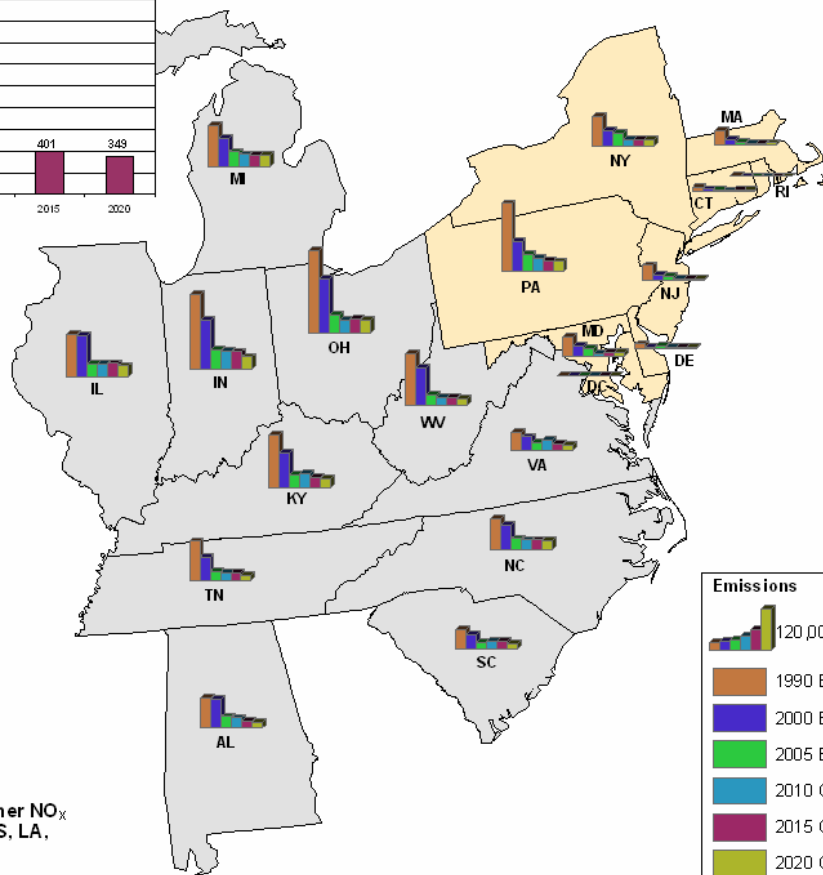 401 349
2015 2020
MI
NY
MA
CT
RI
PA
NJ
OH
MD
DE
IL
IN
DC
WV
VA
KY
NC
TN
SC
AL
Emissions
120,00
1990 E
2000 E
2005 E
2010 C
2015 C
2020 C
ner NOx
S, LA,